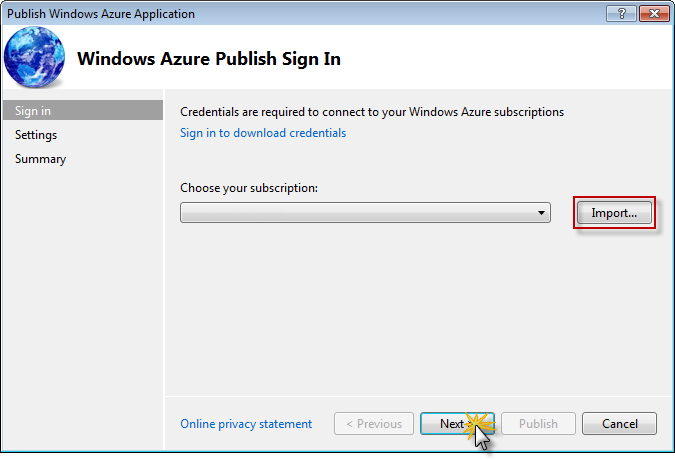 Publish Windows Azure Application
?
Windows Azure Publish Sign In
Sign in
Settings
Summary
Credentials are required to connect to your Windows Azure subscriptions
Sign in to download credentials
Choose your subscription:
Import...
Online privacy statement
< Previous
Next
Publish
Cancel